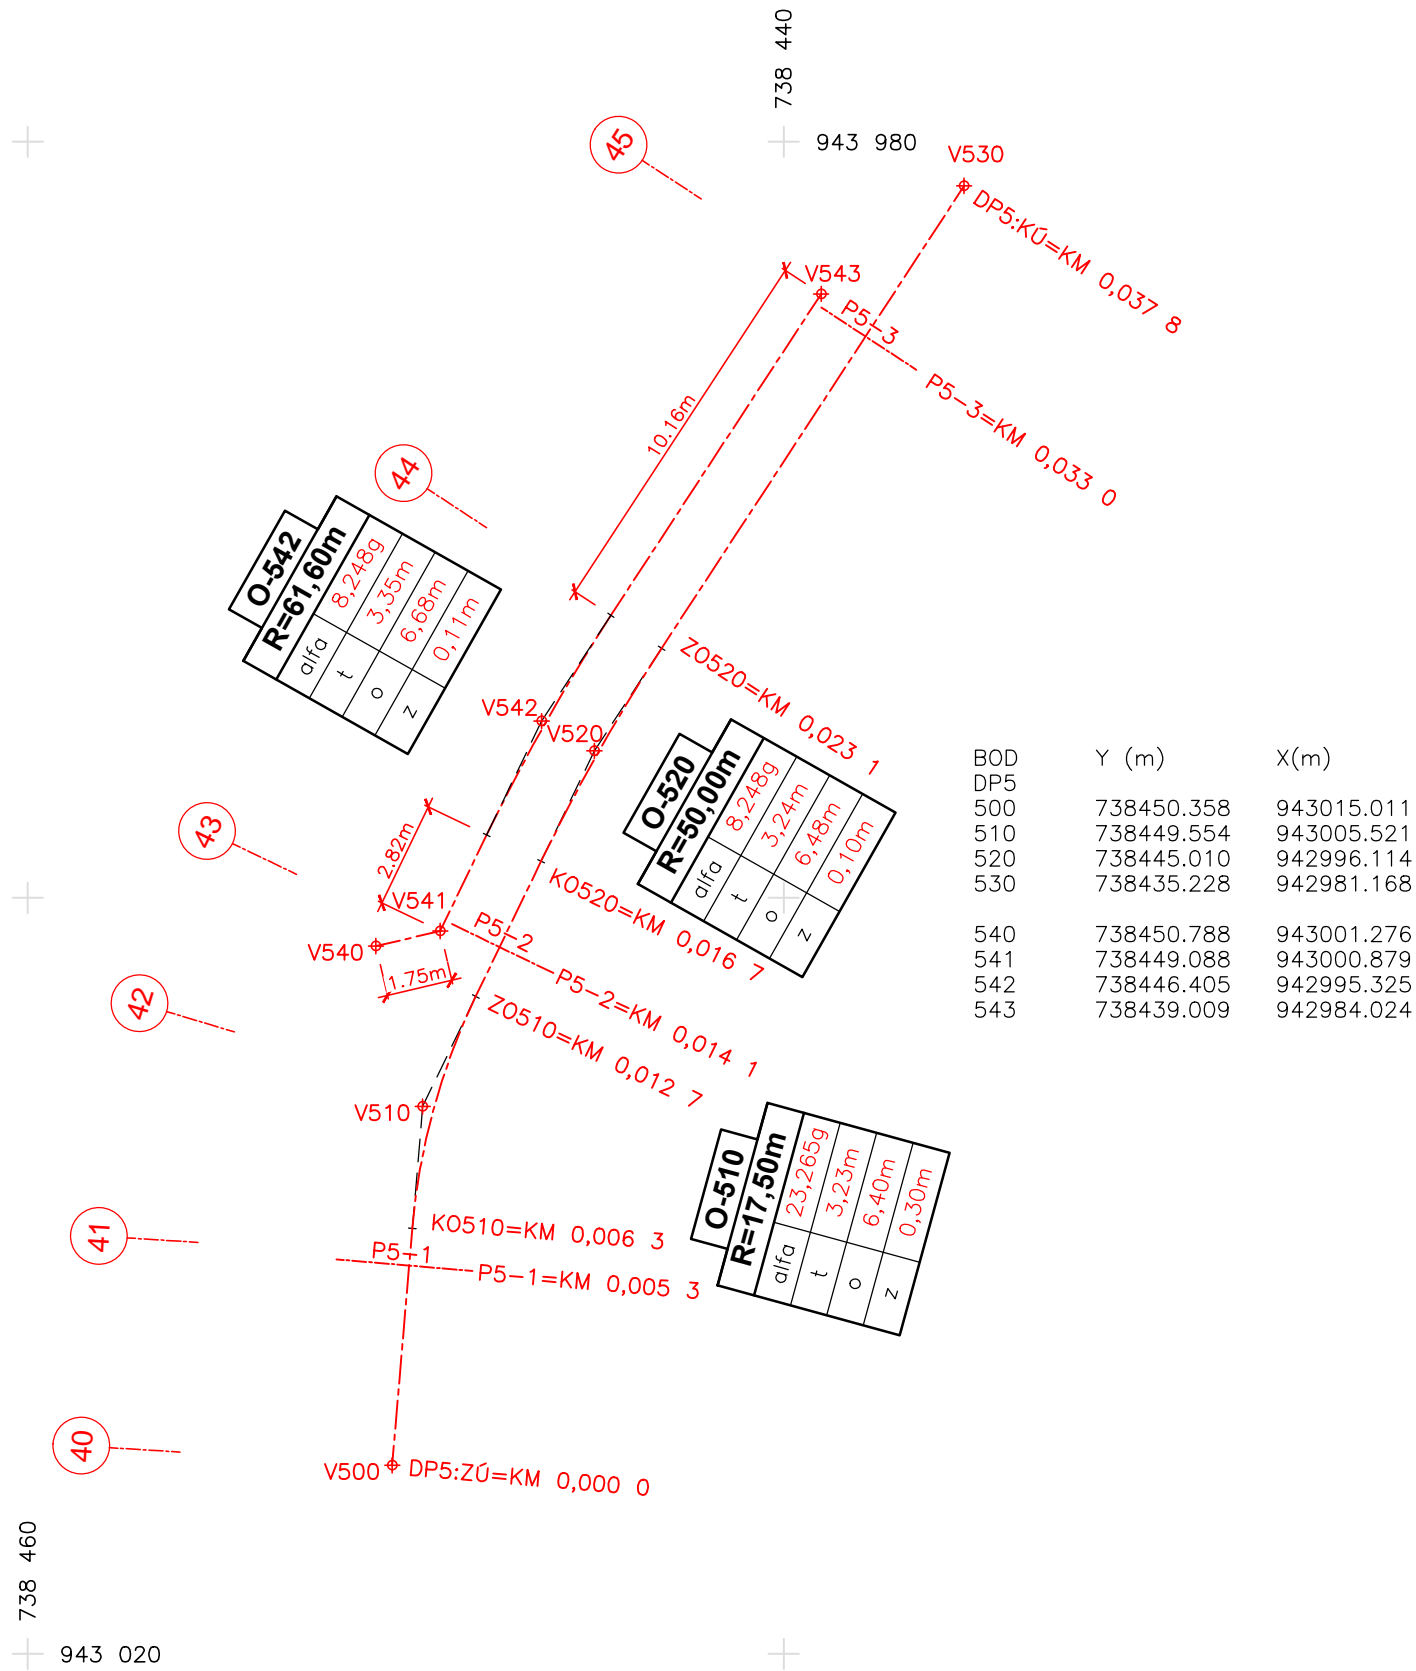 738 440
943 980
45
V530
DP5:KÚ=KM 0,037 8
V543
P5-3
P5-3=KM 0,033 0
10.16m
44
O-542
R=61,60m
alfa 8,248g
t 3,35m
o 6,68m
z 0,11m
V542
V520
ZO520=KM 0,023 1
O-520
R=50,00m
alfa 8,248g
t 3,24m
o 6,48m
z 0,10m
BOD Y (m) X(m)
DP5
500 738450.358 943015.011
510 738449.554 943005.521
520 738445.010 942996.114
530 738435.228 942981.168
540 738450.788 943001.276
541 738449.088 943000.879
542 738446.405 942995.325
543 738439.009 942984.024
43
2.82m
V541
KO520=KM 0,016 7
P5-2
P5-2=KM 0,014 1
V540
1.75m
42
ZO510=KM 0,012 7
V510
O-510
R=17,50m
alfa 23,265g
t 3,23m
o 6,40m
z 0,30m
41
KO510=KM 0,006 3
P5-1
P5-1=KM 0,005 3
40
V500
DP5:ZÚ=KM 0,000 0
738 460
943 020